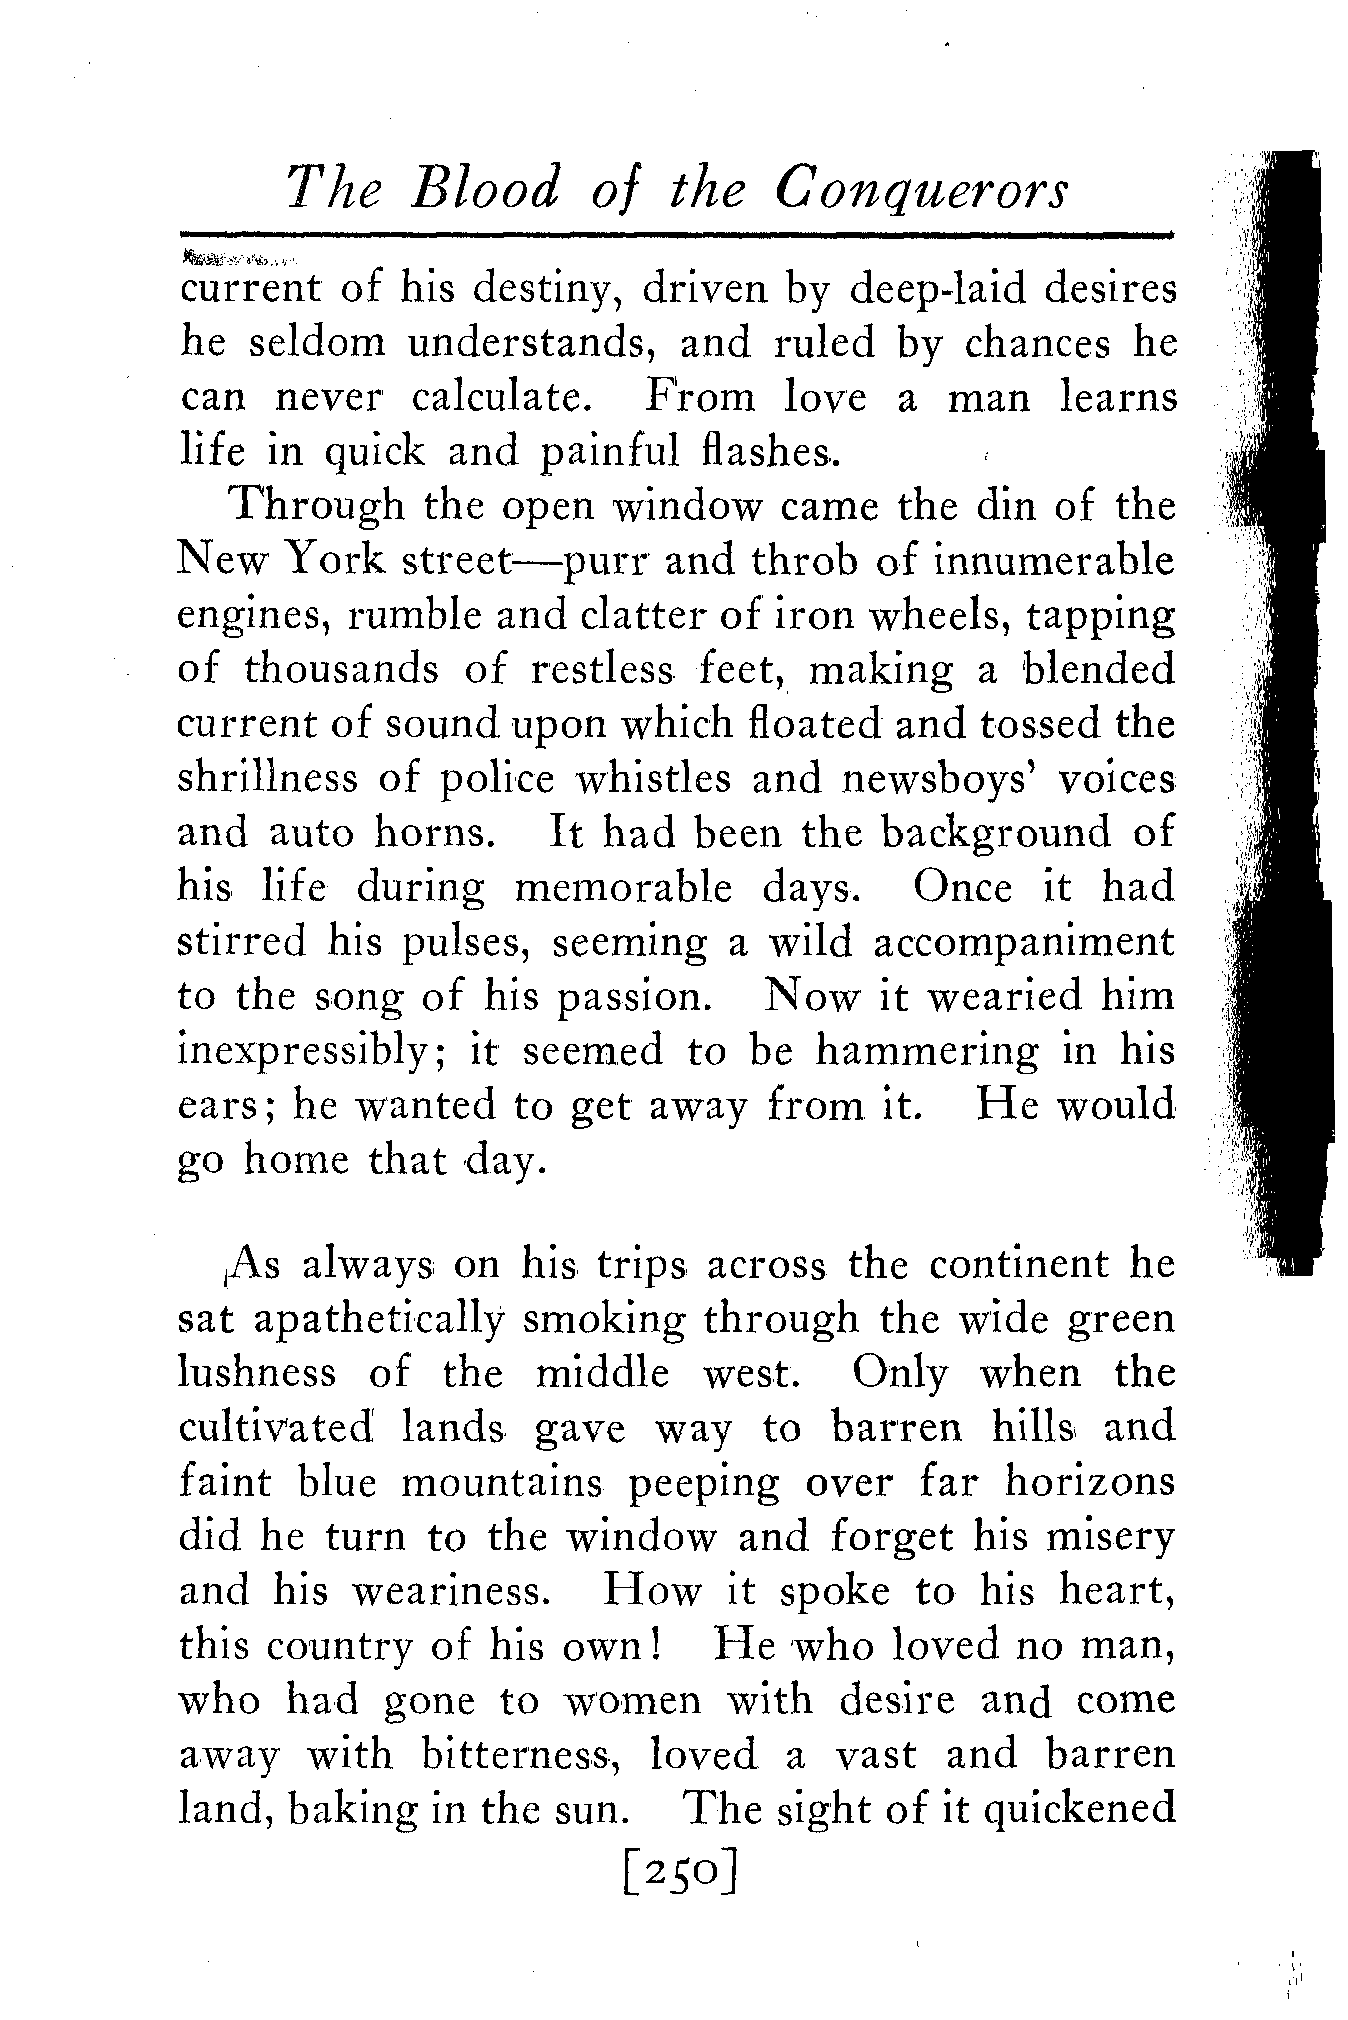 The Blood of the Conquerors
current of his destiny, driven by deep-laid desires
he seldom understands, and ruled by chances he
can never calculate. From love a man learns
life in quick and painful flashes.
Through the open window came the din of the
New York street—purr and throb of innumerable
engines, rumble and clatter of iron wheels, tapping
of thousands of restless feet, making a blended
current of sound upon which floated and tossed the
shrillness of police whistles and newsboys' voices
and auto horns. It had been the background of
his life during memorable days. Once it had
stirred his pulses, seeming a wild accompaniment
to the song of his passion. Now it wearied him
inexpressibly; it seemed to be hammering in his
ears; he wanted to get away from it. He would
go home that day.
As always on his trips across the continent he
sat apathetically smoking through the wide green
lushness of the middle west. Only when the
cultivated lands gave way to barren hills and
faint blue mountains peeping over far horizons
did he turn to the window and forget his misery
and his weariness. How it spoke to his heart,
this country of his own! He who loved no man,
who had gone to women with desire and come
away with bitterness, loved a vast and barren
land, baking in the sun. The sight of it quickened
[250]